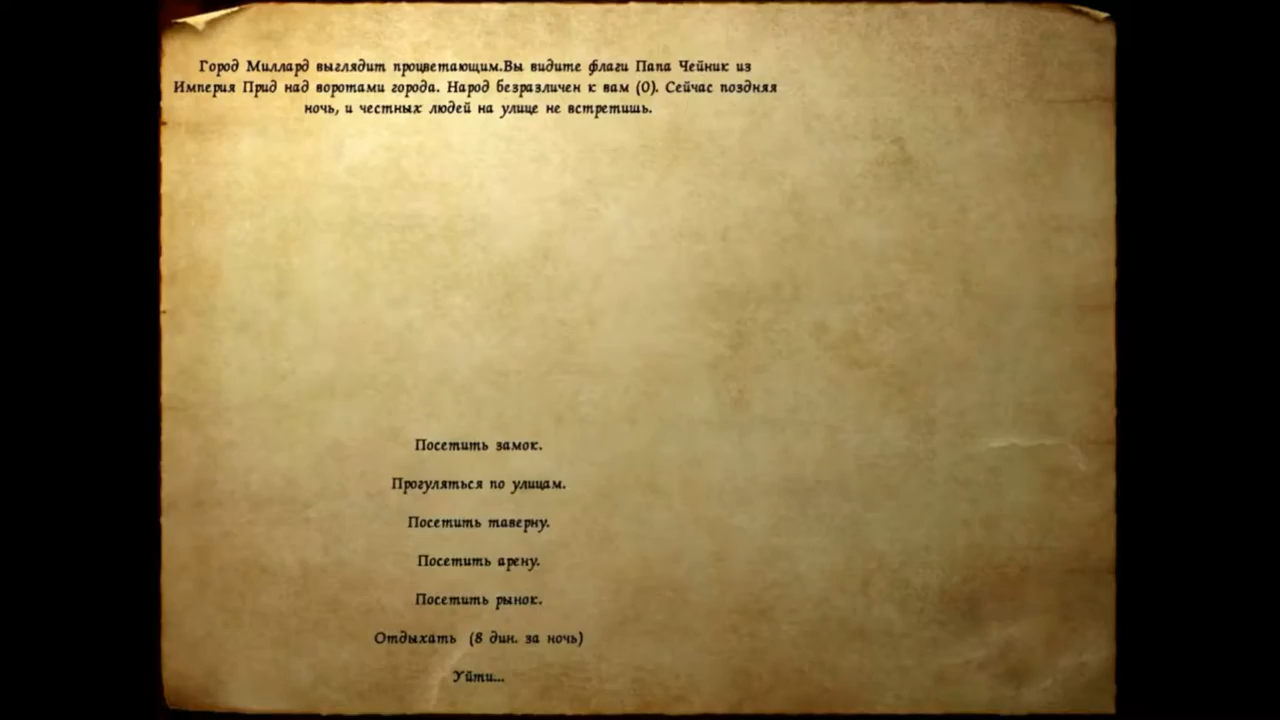 Город Миллард выглядит процветающим.Вы видите флаги Папа Чейник из
Империя Прид над воротами города. Народ безразличен к вам (0). Сейчас поздняя
ночь, и честных людей на улице не встретишь.
Посетить замок.
Прогуляться по улицам.
Посетить таверну.
Посетить арену.
Посетить рынок.
Отдыхать (8 дин. за ночь)
Уйти...